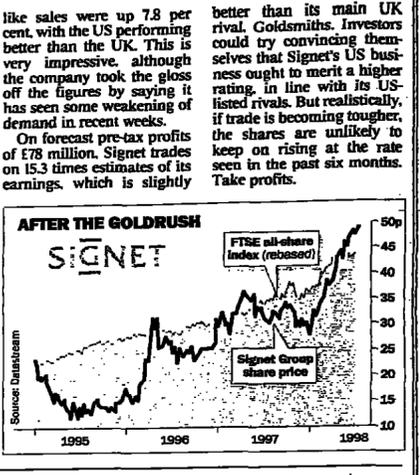 like sales were up 7.8 per
cent, with the US performing
better than the UK. This is
very impressive, although
the company took the gloss
off the figures by saying it
has seen some weakening of
demand in recent weeks.
On forecast pre-tax profits
of £78 million, Signet trades
on 15.3 times estimates of its
earnings, which is slightly
better than its main UK
rival, Goldsmiths. Investors
could try convincing them-
selves that Signet's US busi-
ness ought to merit a higher
rating, in line with its US-
listed rivals. But realistically,
if trade is becoming tougher,
the shares are unlikely to
keep on rising at the rate
seen in the past six months.
Take profits.
AFTER THE GOLDRUSH
SIGNET
FTSE all-share
index (rebased)
Signet Group
share price
Source: Datastream
50p
45
40
35
30
25
20
15
10
1995
1996
1997
1998